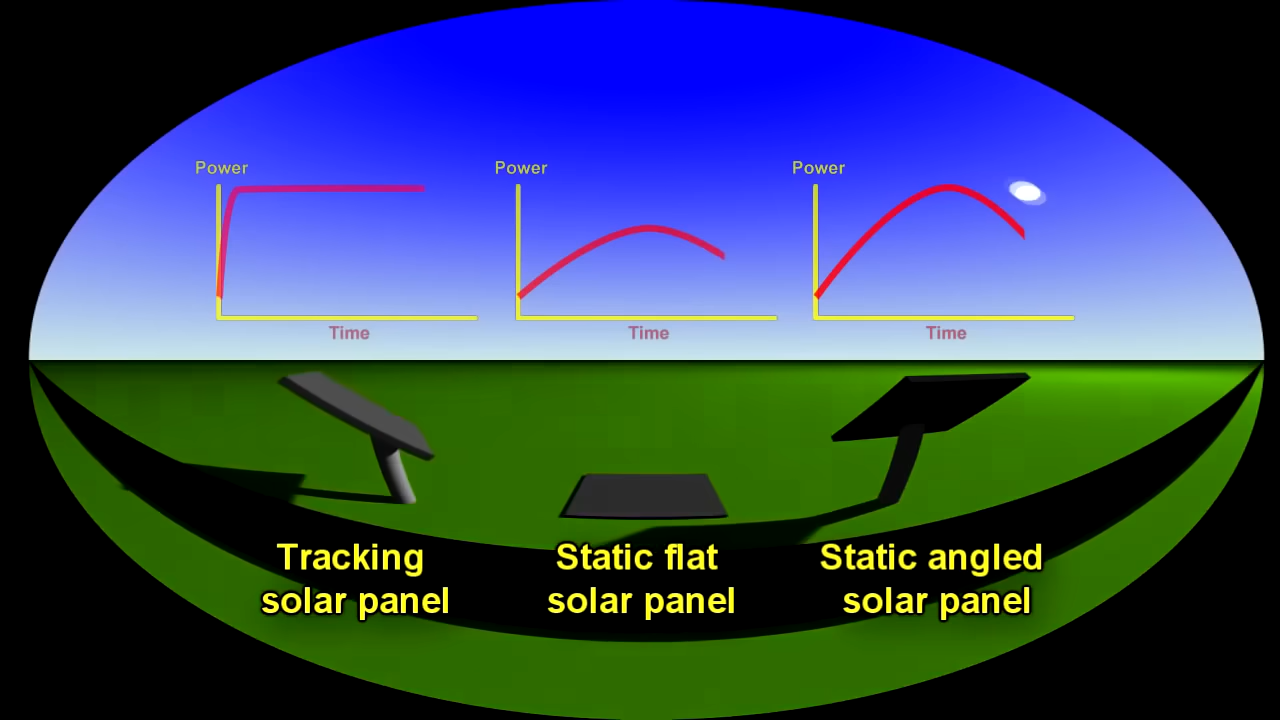 Power
Power
Power
Time
Time
Time
Tracking
solar panel
Static flat
solar panel
Static angled
solar panel